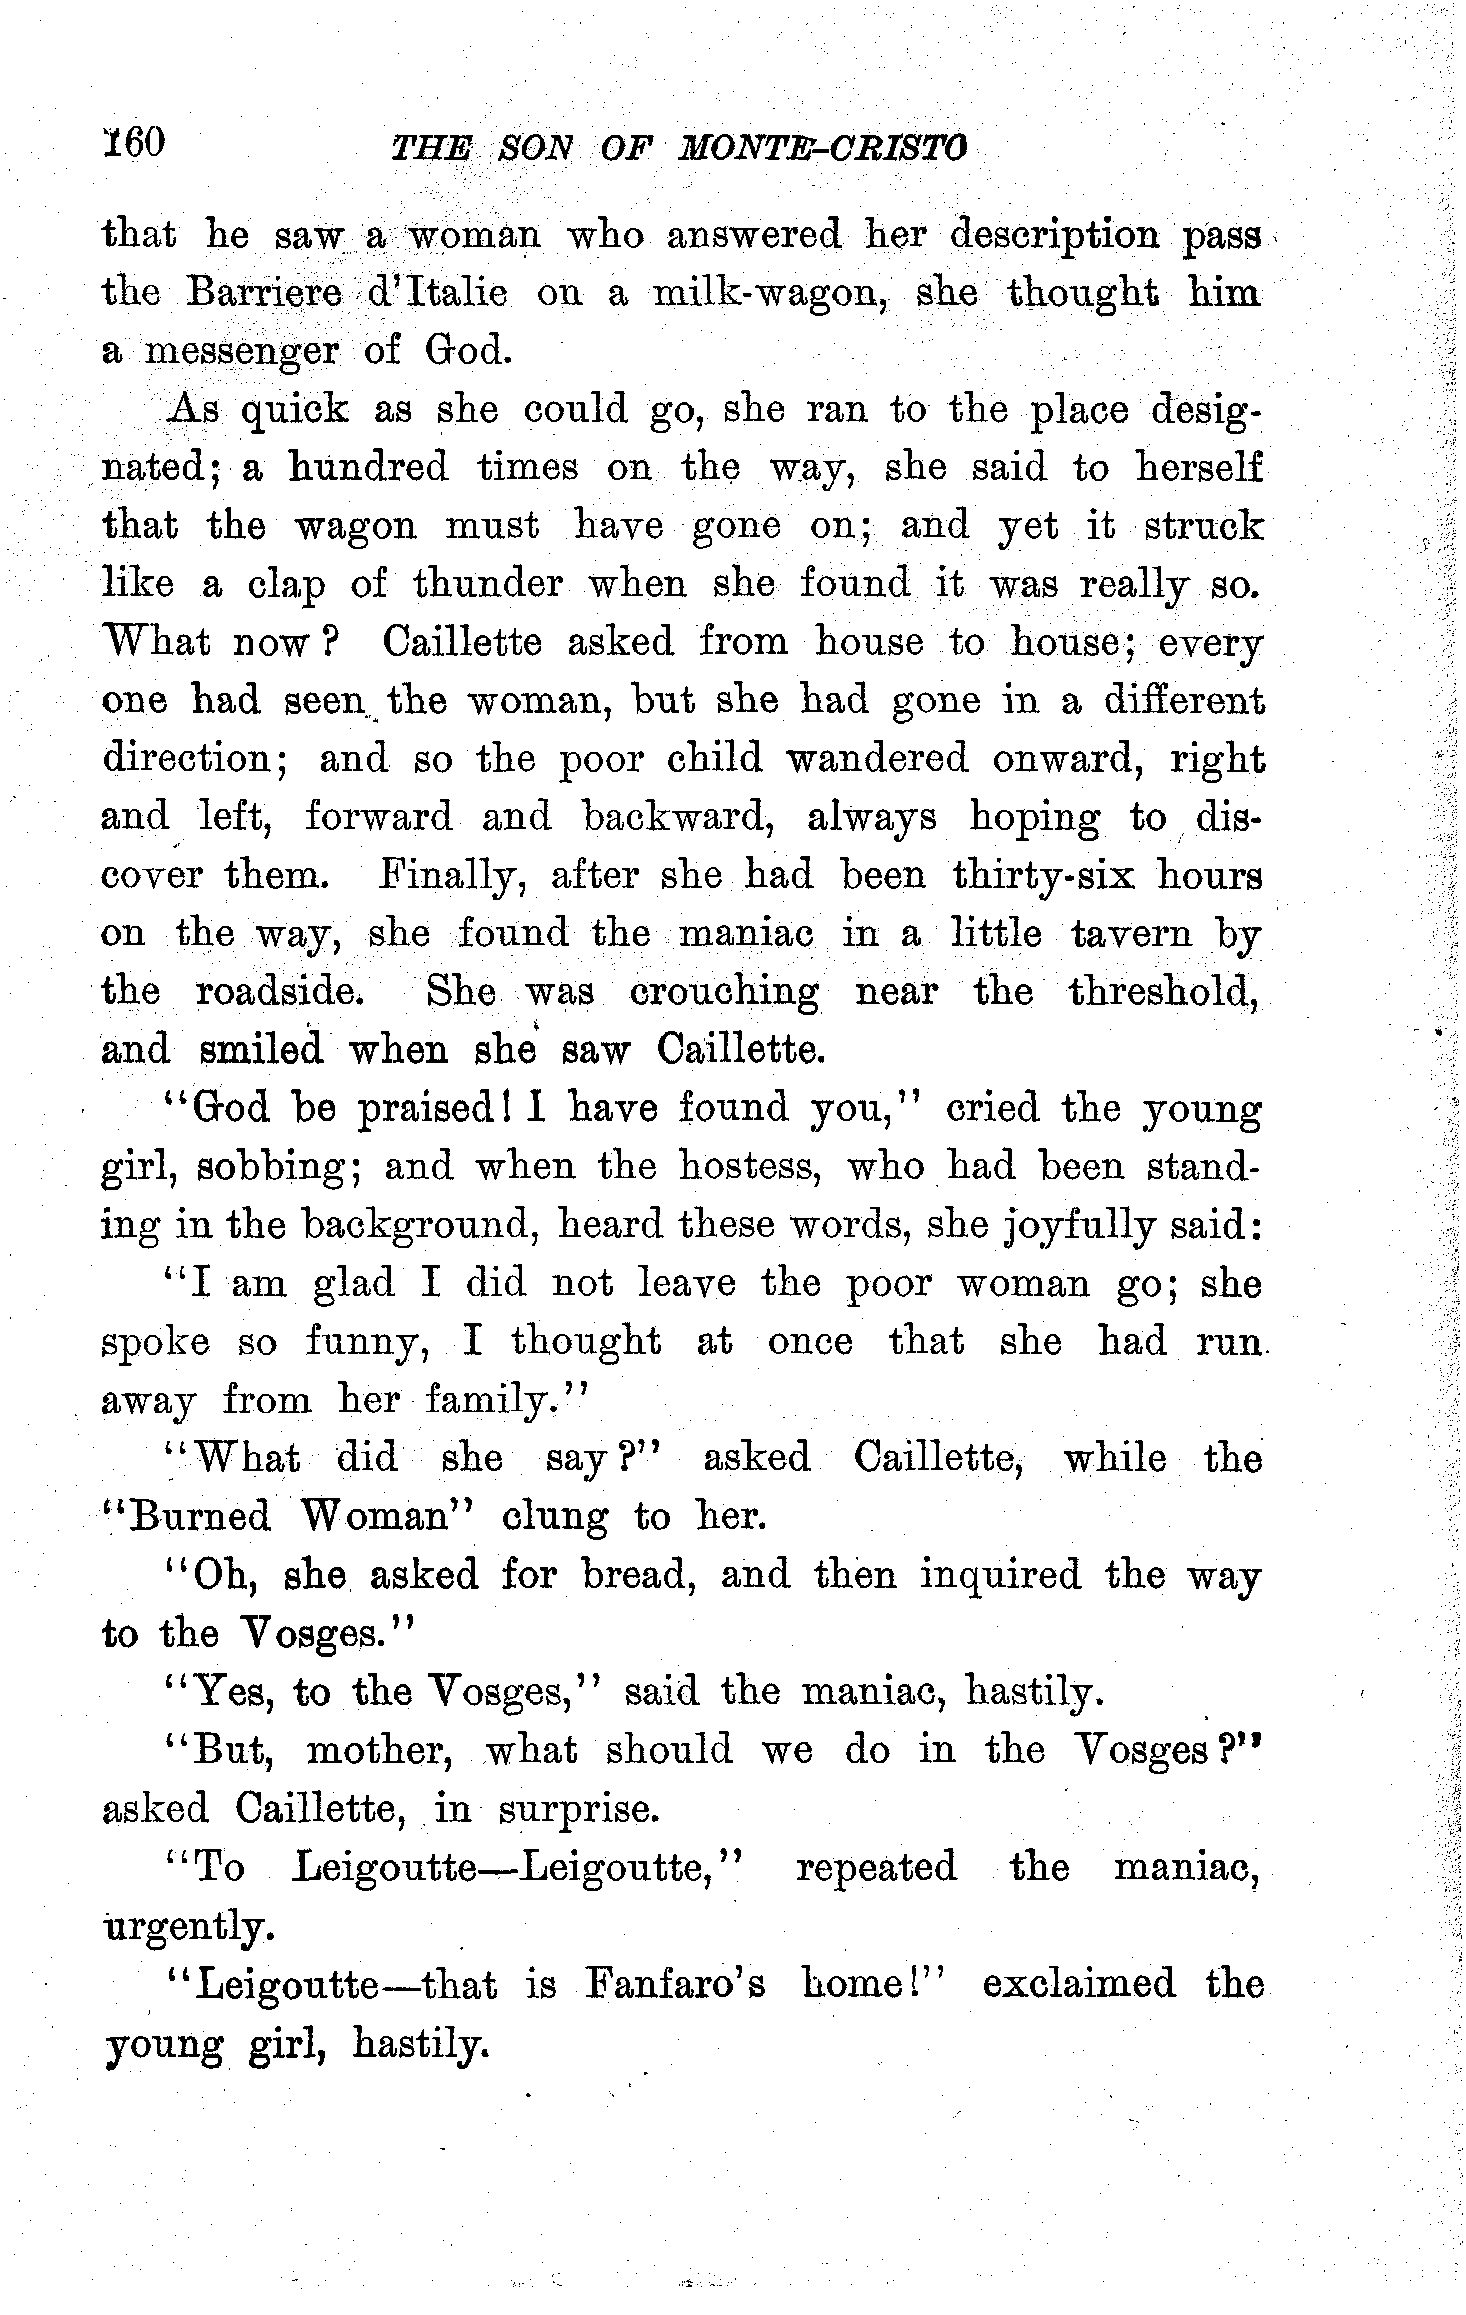 160 THE SON OF MONTE-CRISTO
that he saw a woman who answered her description pass
the Barriere d'Italie on a milk-wagon, she thought him
a messenger of God.
As quick as she could go, she ran to the place desig-
nated; a hundred times on the way, she said to herself
that the wagon must have gone on; and yet it struck
like a clap of thunder when she found it was really so.
What now? Caillette asked from house to house; every
one had seen the woman, but she had gone in a different
direction; and so the poor child wandered onward, right
and left, forward and backward, always hoping to dis-
cover them. Finally, after she had been thirty-six hours
on the way, she found the maniac in a little tavern by
the roadside. She was crouching near the threshold,
and smiled when she saw Caillette.
"God be praised! I have found you," cried the young
girl, sobbing; and when the hostess, who had been stand-
ing in the background, heard these words, she joyfully said:
"I am glad I did not leave the poor woman go; she
spoke so funny, I thought at once that she had run
away from her family."
"What did she say?" asked Caillette, while the
"Burned Woman" clung to her.
"Oh, she asked for bread, and then inquired the way
to the Vosges."
"Yes, to the Vosges," said the maniac, hastily.
"But, mother, what should we do in the Vosges?"
asked Caillette, in surprise.
"To Leigoutte—Leigoutte," repeated the maniac,
urgently.
"Leigoutte—that is Fanfaro's home!" exclaimed the
young girl, hastily.